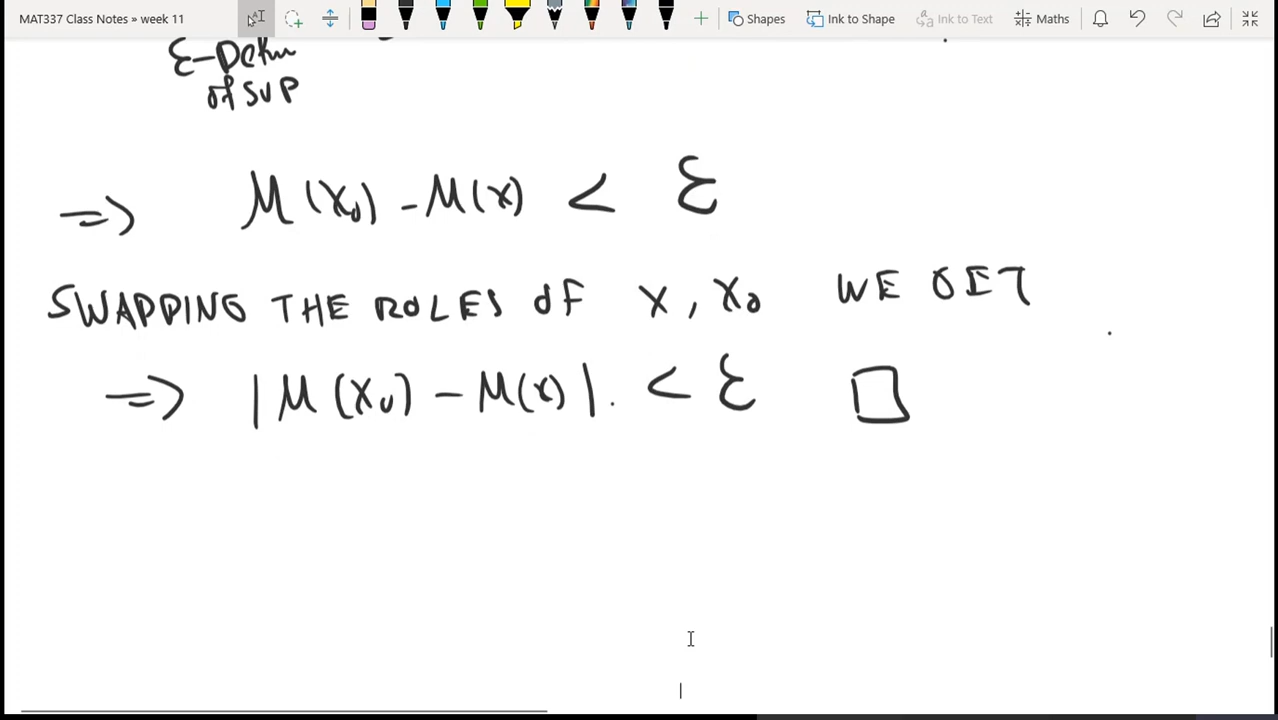 MAT337 Class Notes » week 11
Shapes
Ink to Shape
Ink to Text
Maths
ε-Defn
of SUP
=> M(x₀) - M(x) < ε
SWAPPING THE ROLES OF x, x₀ WE GET
=> |M(x₀) - M(x)|. < ε □